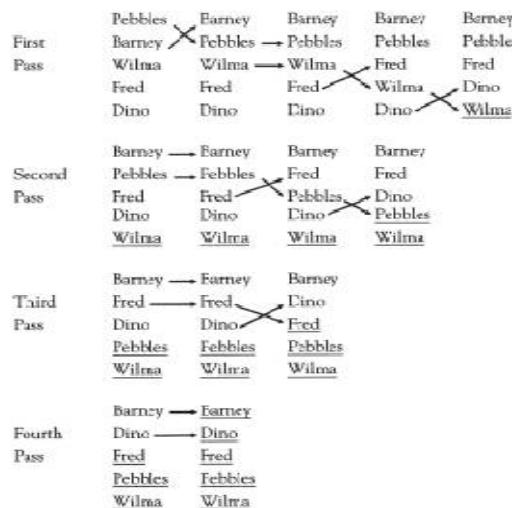 Pebbles Barney Barney Barney Barney
First Barney Pebbles Pebbles Pebbles Pebble
Pass Wilma Wilma Wilma Fred Fred
Fred Fred Fred Wilma Dino
Dino Dino Dino Dino Wilma
Barney Barney Barney Barney
Second Pebbles Pebbles Fred Fred
Pass Fred Fred Pebbles Dino
Dino Dino Dino Pebbles
Wilma Wilma Wilma Wilma
Barney Barney Barney
Third Fred Fred Dino
Pass Dino Dino Fred
Pebbles Pebbles Pebbles
Wilma Wilma Wilma
Barney Barney
Fourth Dino Dino
Pass Fred Fred
Pebbles Pebbles
Wilma Wilma